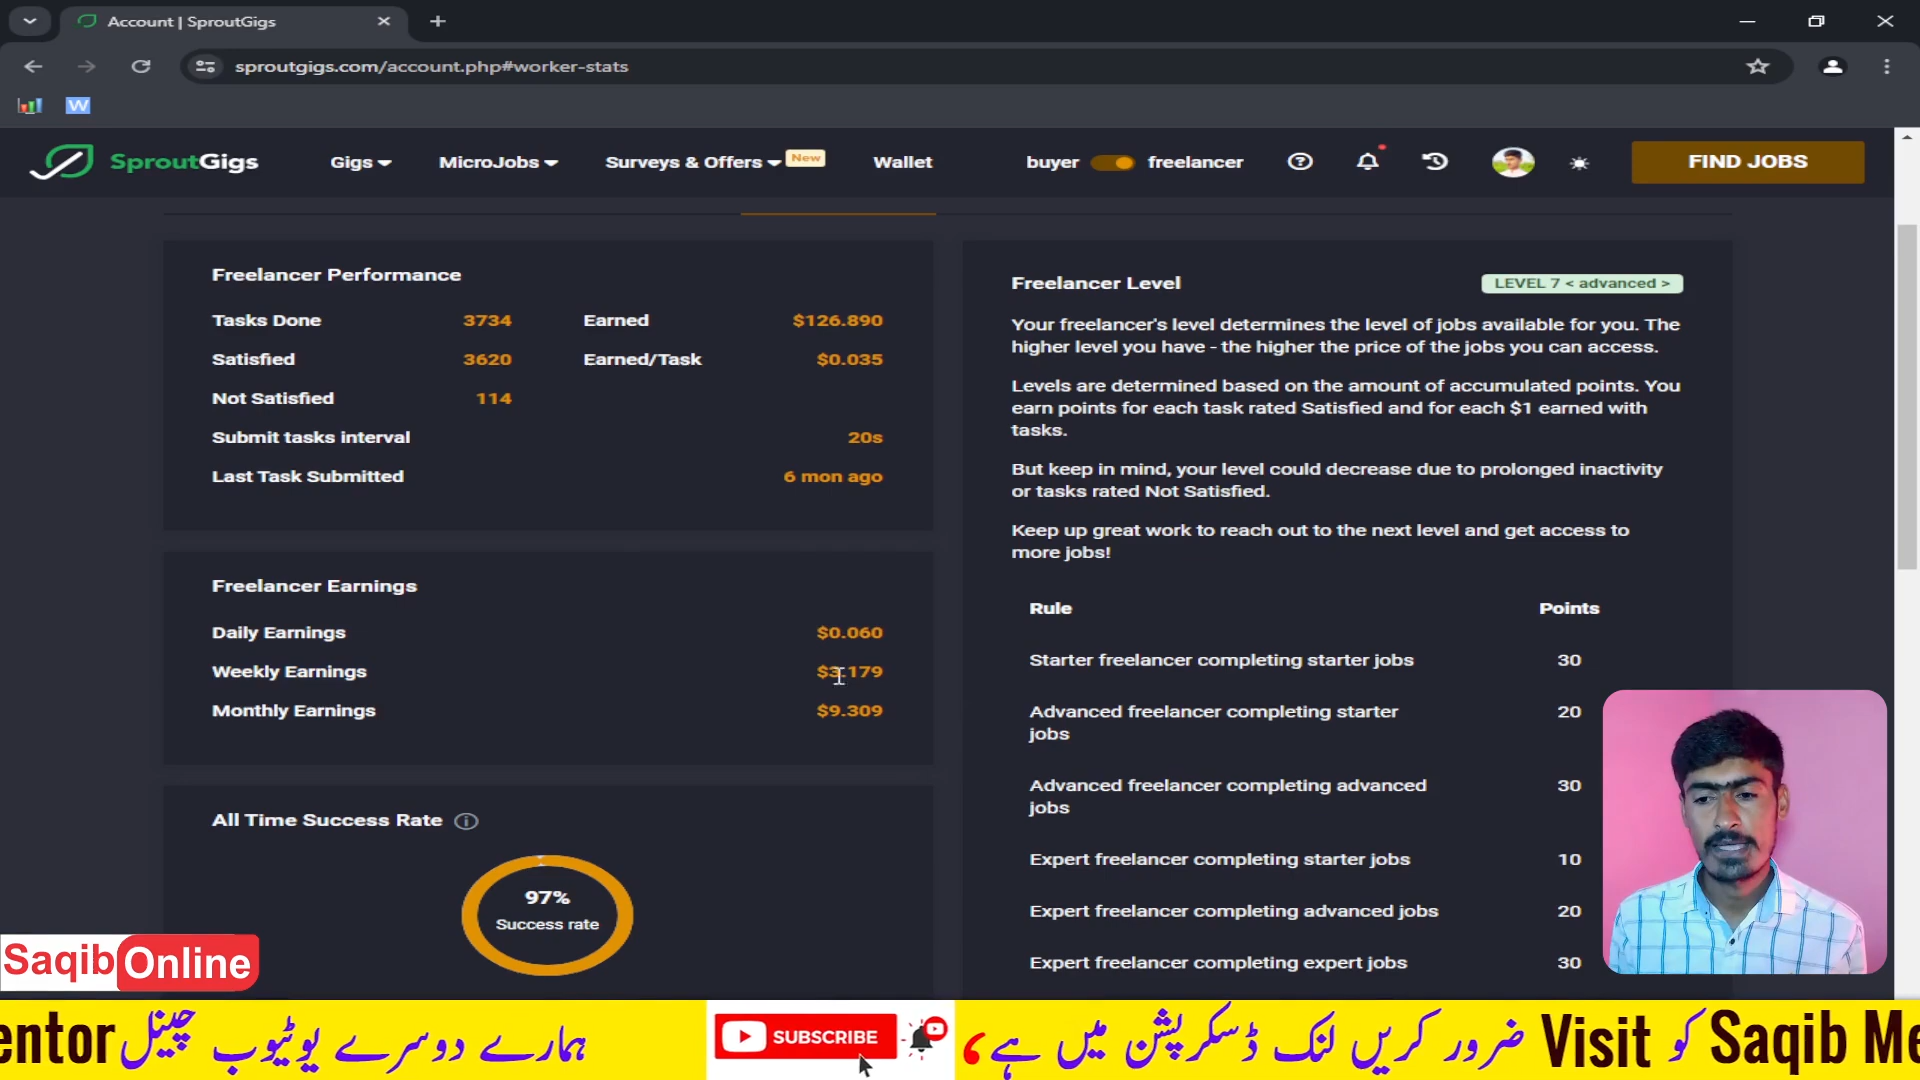 Account | SproutGigs
sproutgigs.com/account.php#worker-stats
W
SproutGigs
Gigs
MicroJobs
Surveys & Offers
New
Wallet
buyer
freelancer
FIND JOBS
Freelancer Performance
Tasks Done 3734 Earned $126.890
Satisfied 3620 Earned/Task $0.035
Not Satisfied 114
Submit tasks interval 20s
Last Task Submitted 6 mon ago
Freelancer Earnings
Daily Earnings $0.060
Weekly Earnings $3.179
Monthly Earnings $9.309
All Time Success Rate
97%
Success rate
Freelancer Level
LEVEL 7 < advanced >
Your freelancer's level determines the level of jobs available for you. The
higher level you have - the higher the price of the jobs you can access.
Levels are determined based on the amount of accumulated points. You
earn points for each task rated Satisfied and for each $1 earned with
tasks.
But keep in mind, your level could decrease due to prolonged inactivity
or tasks rated Not Satisfied.
Keep up great work to reach out to the next level and get access to
more jobs!
Rule Points
Starter freelancer completing starter jobs 30
Advanced freelancer completing starter 20
jobs
Advanced freelancer completing advanced 30
jobs
Expert freelancer completing starter jobs 10
Expert freelancer completing advanced jobs 20
Expert freelancer completing expert jobs 30
Saqib Online
ہمارے دوسرے یوٹیوب چینل entor
SUBSCRIBE
Saqib Me کو Visit ضرور کریں لنک ڈسکرپشن میں ہے،